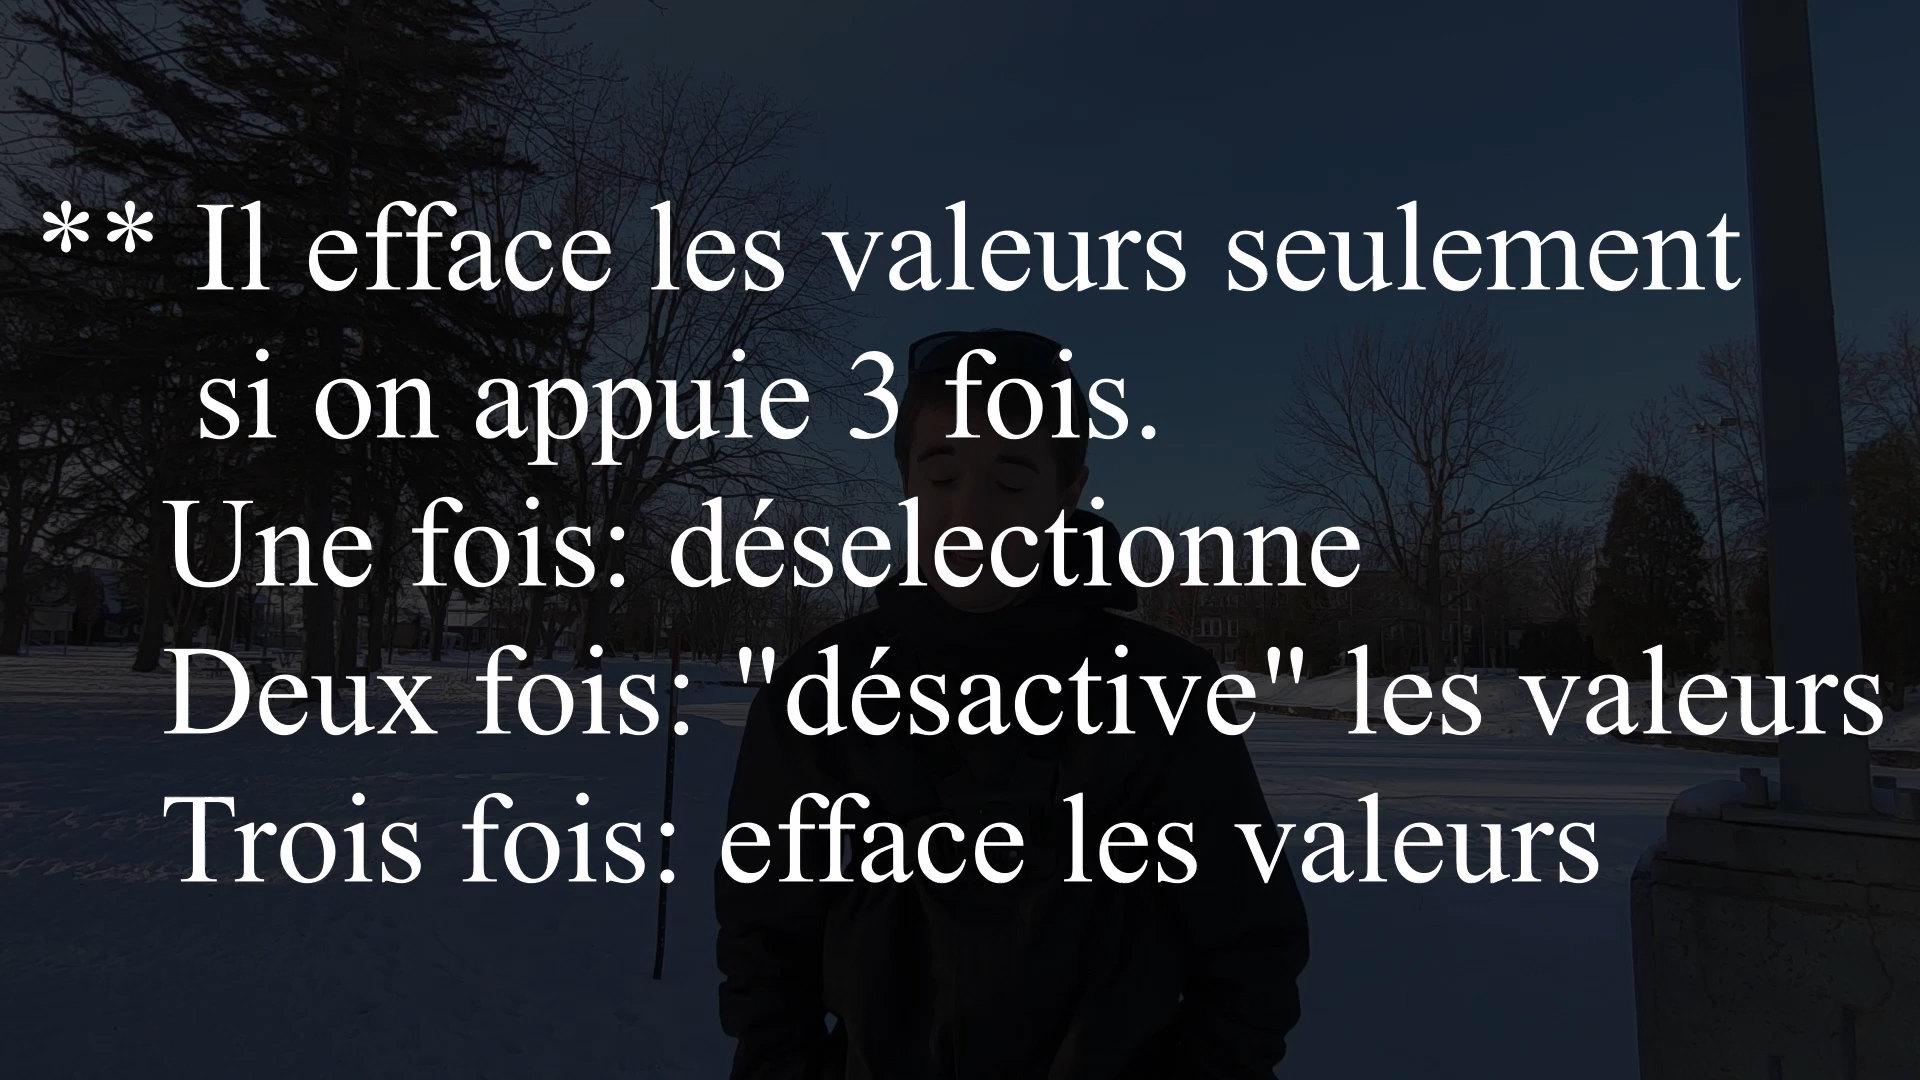 ** Il efface les valeurs seulement
si on appuie 3 fois.
Une fois: déselectionne
Deux fois: "désactive" les valeurs
Trois fois: efface les valeurs